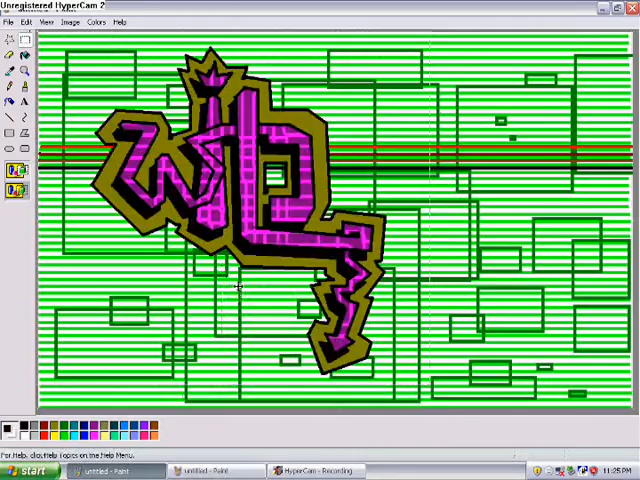 Unregistered HyperCam 2
File Edit View Image Colors Help
For Help, click Help Topics on the Help Menu.
start
untitled - Paint
untitled - Paint
HyperCam - Recording
11:25 PM